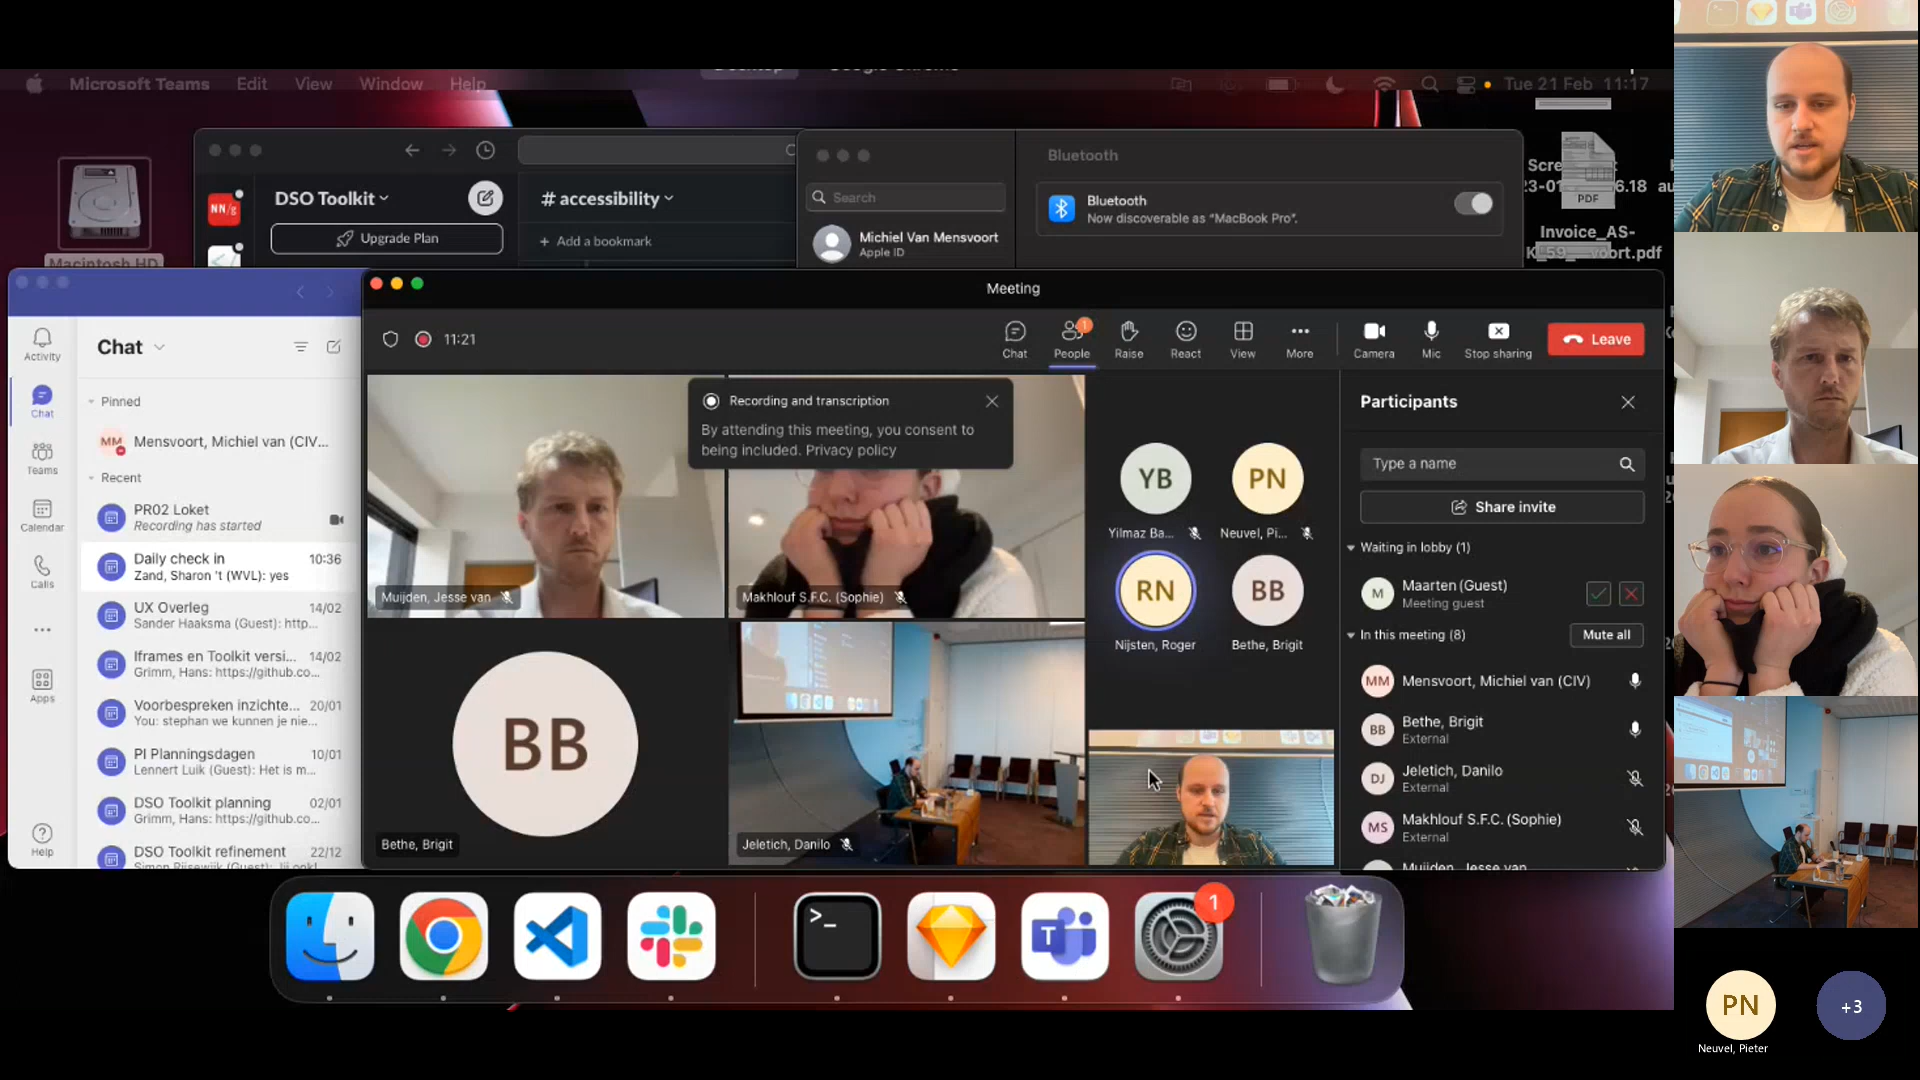 Microsoft Teams
Edit
View
Window
Help
Tue 21 Feb 11:17
Macintosh HD
DSO Toolkit
Upgrade Plan
NN/g
# accessibility
+ Add a bookmark
Search
Michiel Van Mensvoort
Apple ID
Bluetooth
Bluetooth
Now discoverable as “MacBook Pro”.
PDF
Invoice_AS-
Activity
Chat
Teams
Calendar
Calls
Apps
Help
Chat
Pinned
MM
Mensvoort, Michiel van (CIV...
Recent
PR02 Loket
Recording has started
Daily check in 10:36
Zand, Sharon 't (WVL): yes
UX Overleg 14/02
Sander Haaksma (Guest): http...
Iframes en Toolkit versi... 14/02
Grimm, Hans: https://github.co...
Voorbespreken inzichte... 20/01
You: stephan we kunnen je nie...
PI Planningsdagen 10/01
Lennert Luik (Guest): Het is m...
DSO Toolkit planning 02/01
Grimm, Hans: https://github.co...
DSO Toolkit refinement 22/12
Meeting
11:21
Chat
People
1
Raise
React
View
More
Camera
Mic
Stop sharing
Leave
Recording and transcription
By attending this meeting, you consent to
being included. Privacy policy
Muijden, Jesse van
Makhlouf S.F.C. (Sophie)
BB
Bethe, Brigit
Jeletich, Danilo
YB
Yilmaz Ba...
PN
Neuvel, Pi...
RN
Nijsten, Roger
BB
Bethe, Brigit
Participants
Type a name
Share invite
Waiting in lobby (1)
M
Maarten (Guest)
Meeting guest
In this meeting (8)
Mute all
MM
Mensvoort, Michiel van (CIV)
BB
Bethe, Brigit
External
DJ
Jeletich, Danilo
External
MS
Makhlouf S.F.C. (Sophie)
External
Muijden, Jesse van
1
PN
Neuvel, Pieter
+3